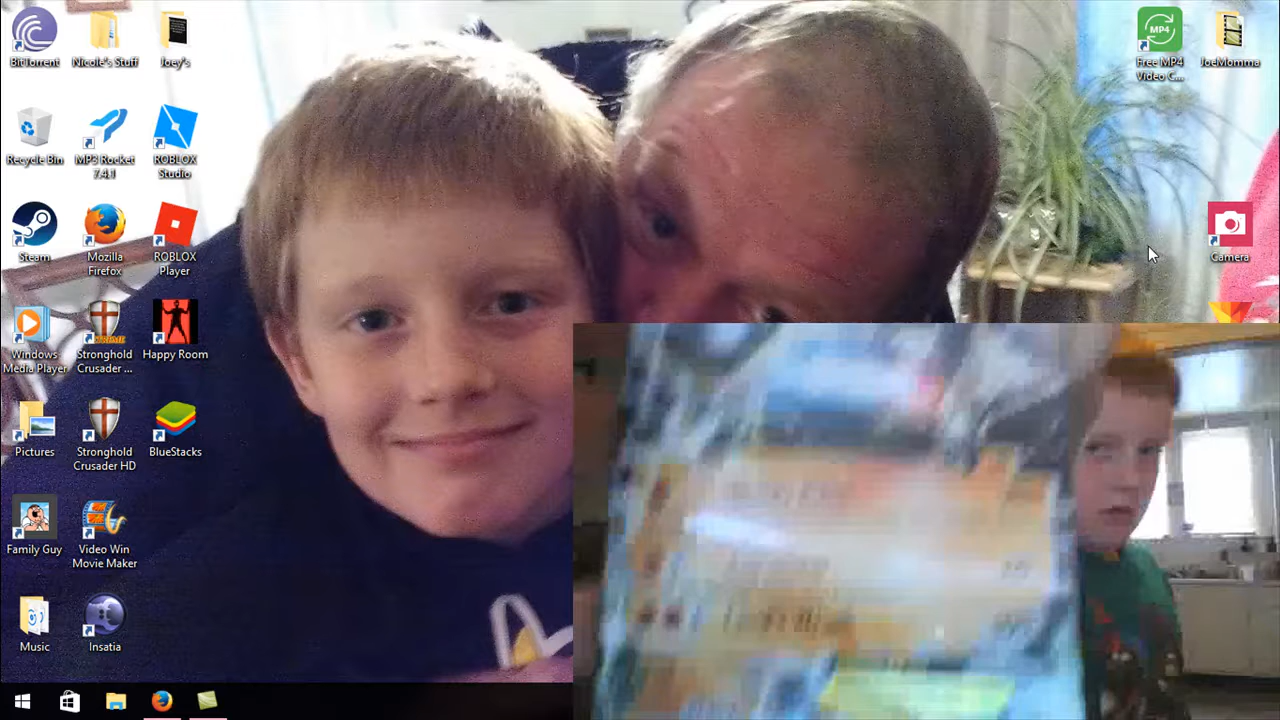 BitTorrent
Nicole's Stuff
Joey's
Free MP4
Video C...
MP4
JoeMomma
Recycle Bin
MP3 Rocket
7.4.1
ROBLOX
Studio
Steam
Mozilla
Firefox
ROBLOX
Player
Camera
Windows
Media Player
Stronghold
Crusader ...
Happy Room
Pictures
Stronghold
Crusader HD
BlueStacks
Family Guy
Video Win
Movie Maker
Music
Insatia